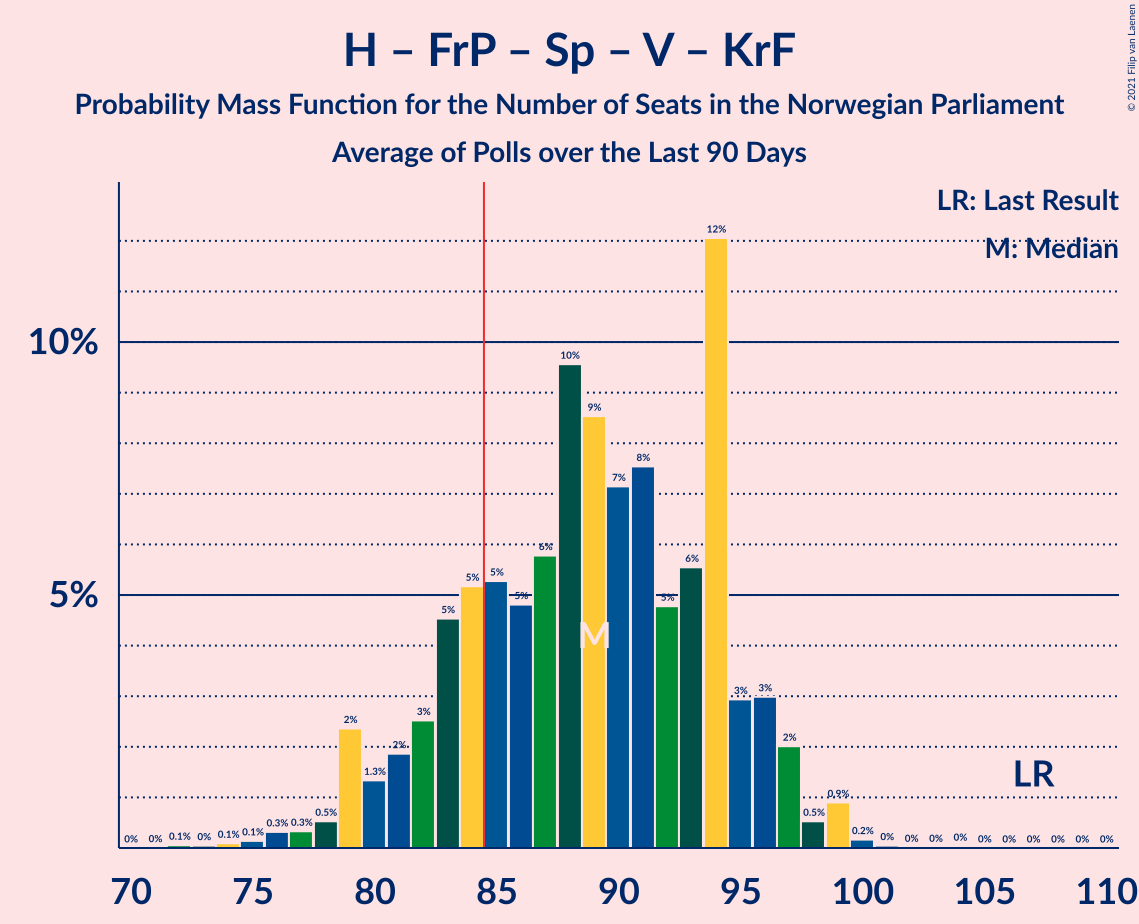 H – FrP – Sp – V – KrF
Probability Mass Function for the Number of Seats in the Norwegian Parliament
Average of Polls over the Last 90 Days
© 2021 Filip van Laenen
LR: Last Result
M: Median
10%
5%
0% 0% 0.1% 0% 0.1% 0.1% 0.3% 0.3% 0.5% 2% 1.3% 2% 3% 5% 5% 5% 5% 6% 10% 9% 7% 8% 5% 6% 12% 3% 3% 2% 0.5% 0.9% 0.2% 0% 0% 0% 0% 0% 0% 0% 0% 0% 0%
M
LR
70 75 80 85 90 95 100 105 110